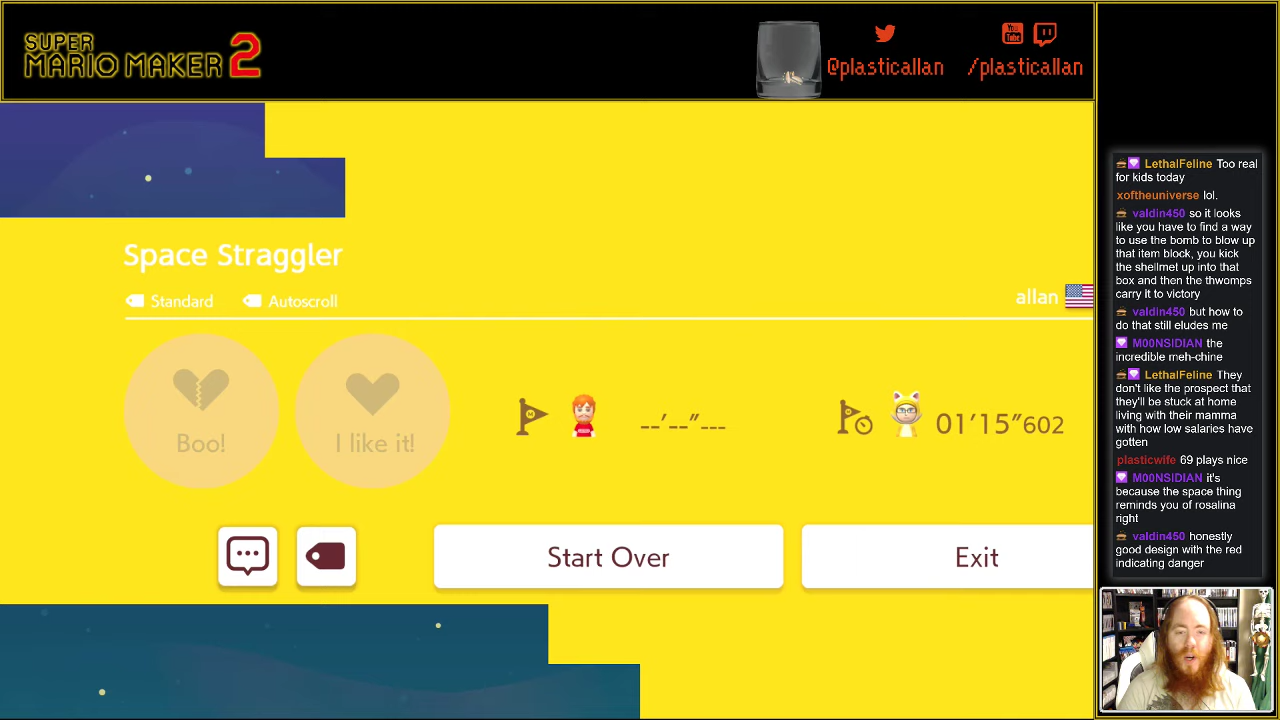 SUPER
MARIO MAKER 2
@plasticallan
You Tube
/plasticallan
Space Straggler
Standard
Autoscroll
allan
Boo!
I like it!
M
--'--"---
01'15"602
Start Over
Exit
LethalFeline Too real
for kids today
xoftheuniverse lol.
valdin450 so it looks
like you have to find a way
to use the bomb to blow up
that item block, you kick
the shellmet up into that
box and then the thwomps
carry it to victory
valdin450 but how to
do that still eludes me
M00NSIDIAN the
incredible meh-chine
LethalFeline They
don't like the prospect that
they'll be stuck at home
living with their mamma
with how low salaries have
gotten
plasticwife 69 plays nice
M00NSIDIAN it's
because the space thing
reminds you of rosalina
right
valdin450 honestly
good design with the red
indicating danger